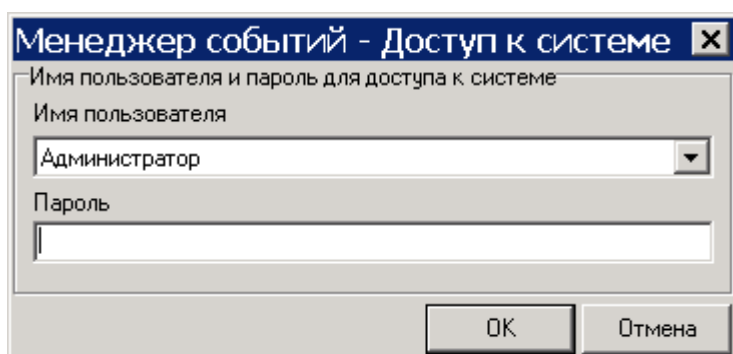 Менеджер событий - Доступ к системе
Имя пользователя и пароль для доступа к системе
Имя пользователя
Администратор
Пароль
OK Отмена